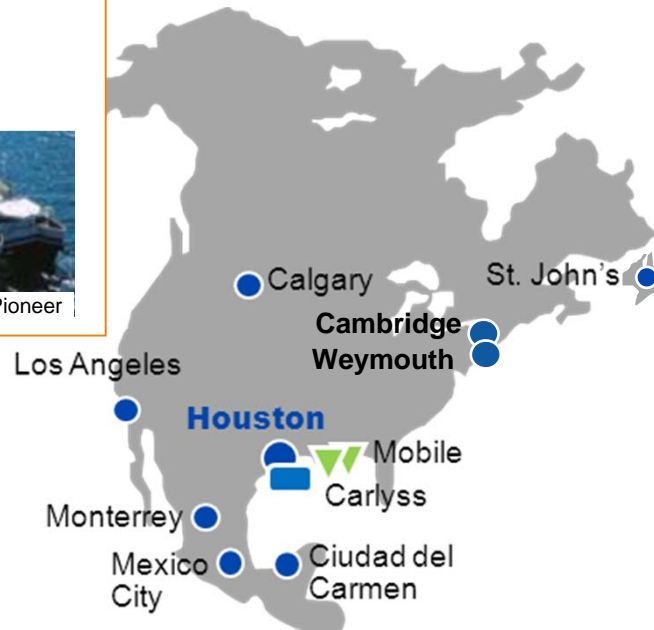 Pioneer
Calgary
St. John's
Cambridge
Weymouth
Los Angeles
Houston
Mobile
Carlyss
Monterrey
Mexico
City
Ciudad del
Carmen